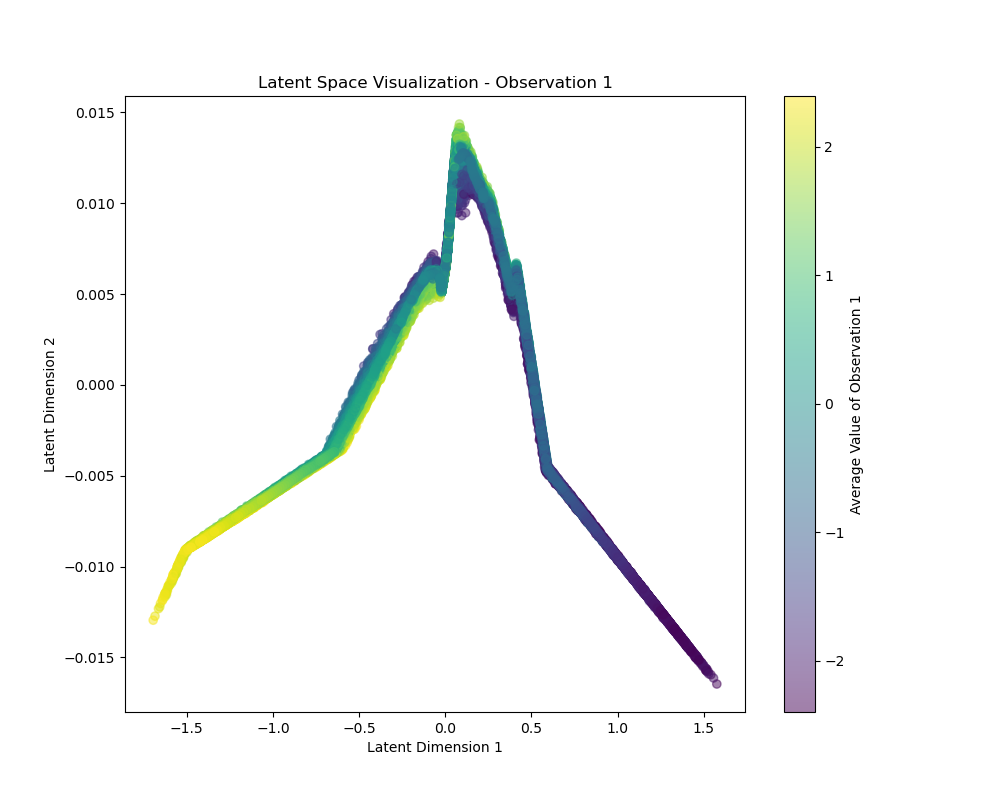 Latent Space Visualization - Observation 1
0.015
0.010
0.005
0.000
−0.005
−0.010
−0.015
Latent Dimension 2
−1.5 −1.0 −0.5 0.0 0.5 1.0 1.5
Latent Dimension 1
2
1
0
−1
−2
Average Value of Observation 1